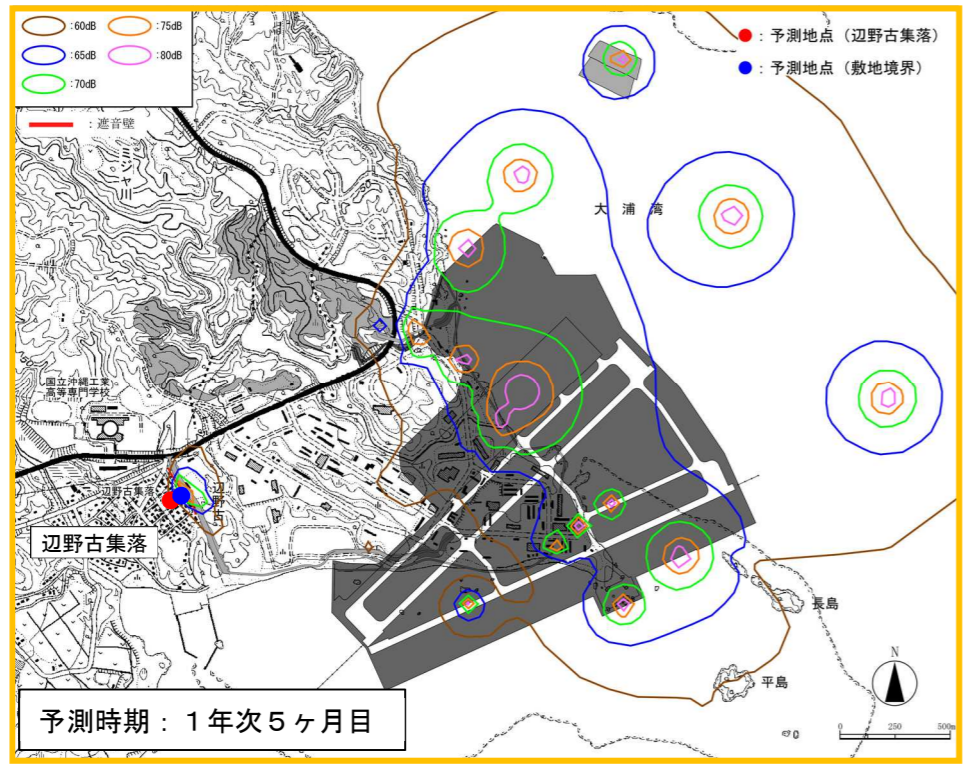 :60dB
:75dB
:65dB
:80dB
:70dB
:遮音壁
●:予測地点(辺野古集落)
●:予測地点(敷地境界)
大浦湾
国立沖縄工業
高等専門学校
辺野古集落
辺野古
辺野古集落
長島
平島
N
0 250 500m
予測時期:1年次5ヶ月目